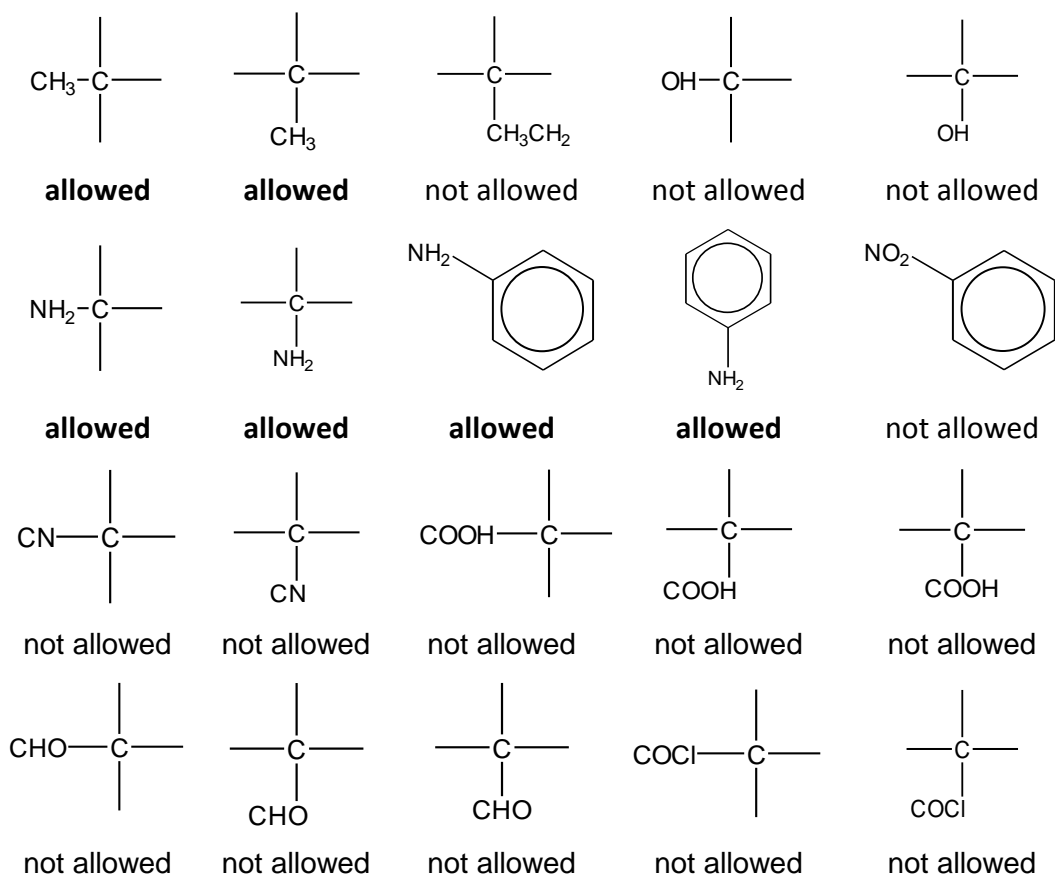 CH₃ C C C OH C C
CH₃ CH₃CH₂ OH
allowed allowed not allowed not allowed not allowed
NH₂ NO₂
NH₂ C C
NH₂ NH₂
allowed allowed allowed allowed not allowed
CN C C COOH C C C
CN COOH COOH
not allowed not allowed not allowed not allowed not allowed
CHO C C C COCl C C
CHO CHO COCl
not allowed not allowed not allowed not allowed not allowed